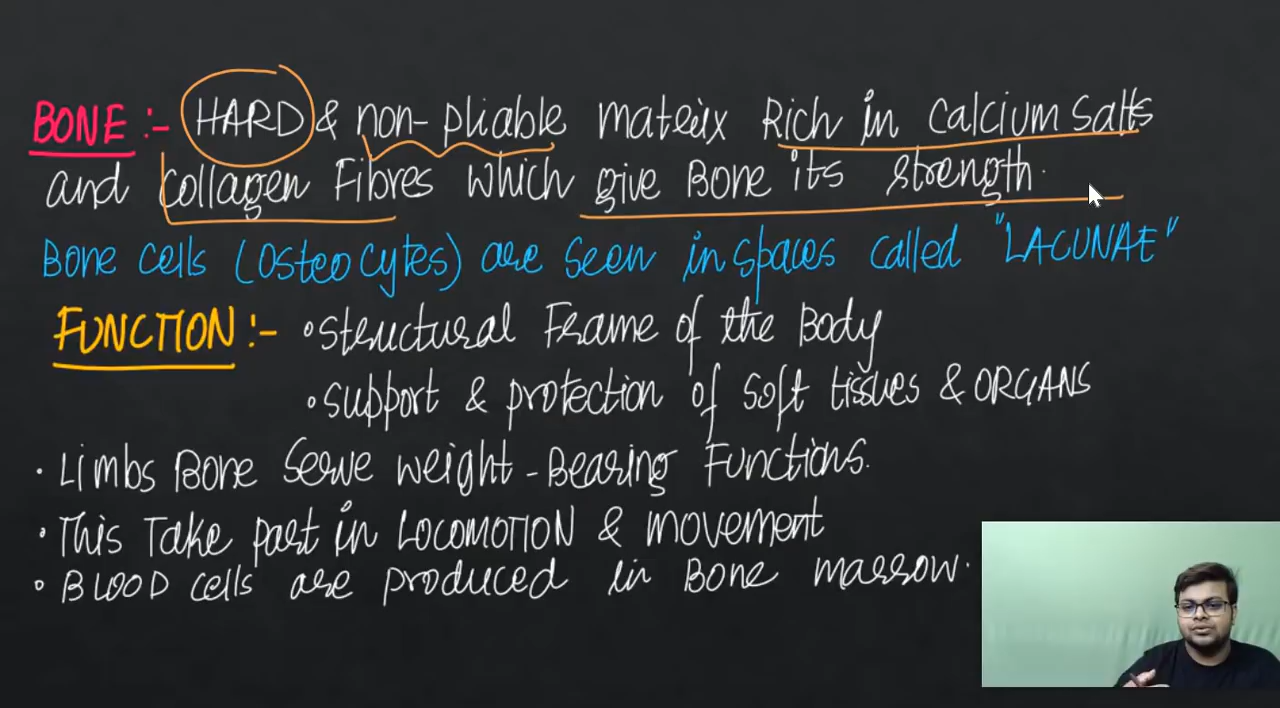 BONE :- HARD & non-pliable matrix Rich in calcium salts
and collagen Fibres which give Bone its strength.
Bone cells (Osteocytes) are seen in spaces called "LACUNAE"
FUNCTION :- • structural Frame of the Body
• support & protection of soft tissues & ORGANS
• Limbs Bone Serve weight-Bearing Functions.
• This Take part in LOCOMOTION & movement
• BLOOD cells are produced in Bone marrow.